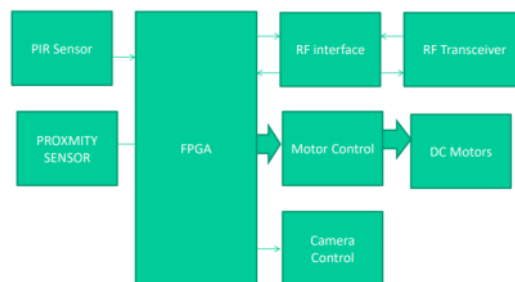 PIR Sensor
RF interface
RF Transceiver
PROXMITY
SENSOR
FPGA
Motor Control
DC Motors
Camera
Control